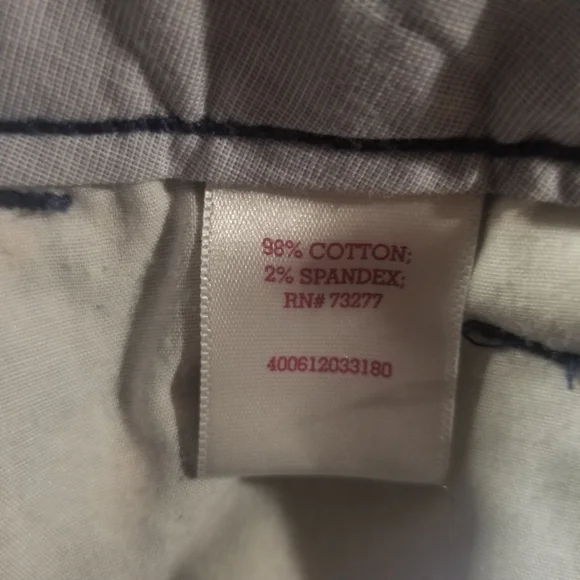 98% COTTON;
2% SPANDEX;
RN# 73277
400612033180